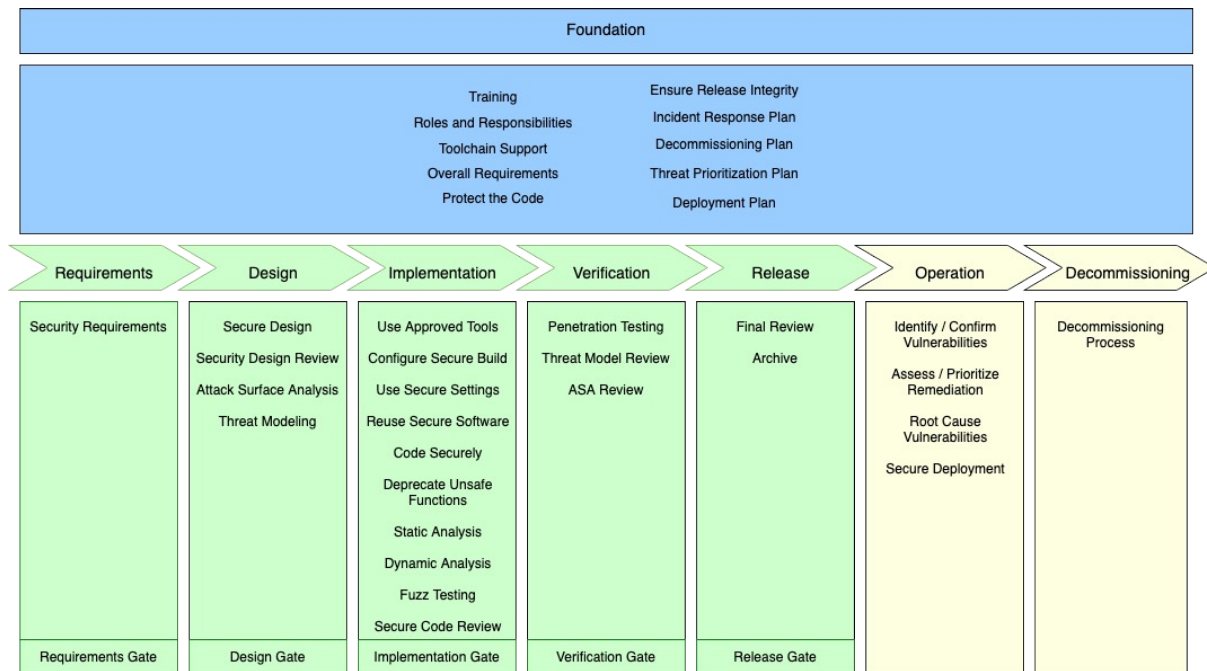 Foundation
Training
Roles and Responsibilities
Toolchain Support
Overall Requirements
Protect the Code
Ensure Release Integrity
Incident Response Plan
Decommissioning Plan
Threat Prioritization Plan
Deployment Plan
Requirements
Design
Implementation
Verification
Release
Operation
Decommissioning
Security Requirements
Requirements Gate
Secure Design
Security Design Review
Attack Surface Analysis
Threat Modeling
Design Gate
Use Approved Tools
Configure Secure Build
Use Secure Settings
Reuse Secure Software
Code Securely
Deprecate Unsafe
Functions
Static Analysis
Dynamic Analysis
Fuzz Testing
Secure Code Review
Implementation Gate
Penetration Testing
Threat Model Review
ASA Review
Verification Gate
Final Review
Archive
Release Gate
Identify / Confirm
Vulnerabilities
Assess / Prioritize
Remediation
Root Cause
Vulnerabilities
Secure Deployment
Decommissioning
Process